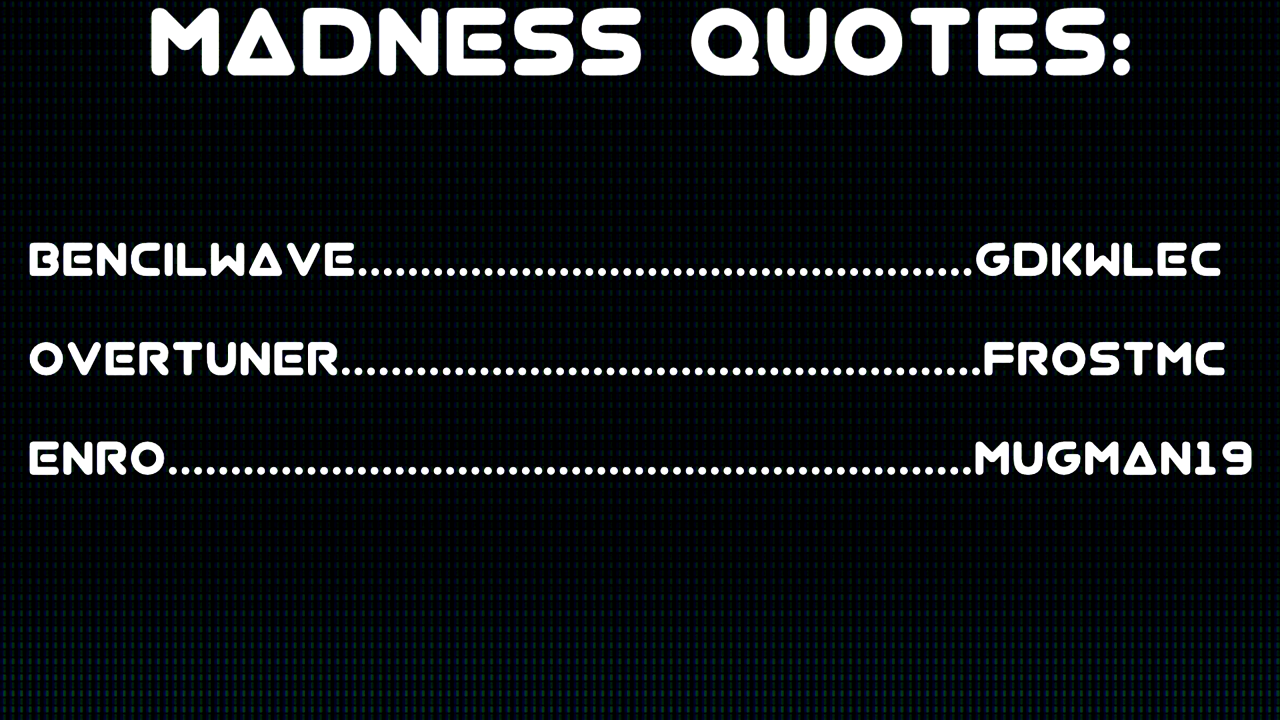 MADNESS QUOTES:
BENCILWAVE.................................................GDKWLEC
OVERTUNER...................................................FROSTMC
ENRO................................................................MUGMAN19